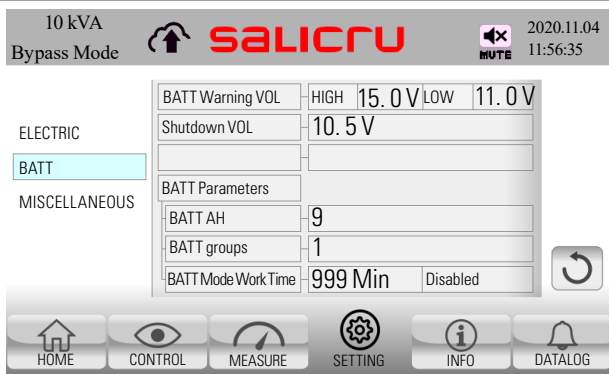 10 kVA
Bypass Mode
salicru
MUTE
2020.11.04
11:56:35
ELECTRIC
BATT
MISCELLANEOUS
BATT Warning VOL HIGH 15.0V LOW 11.0V
Shutdown VOL 10.5V
BATT Parameters
BATT AH 9
BATT groups 1
BATT Mode Work Time 999 Min Disabled
HOME CONTROL MEASURE SETTING INFO DATALOG